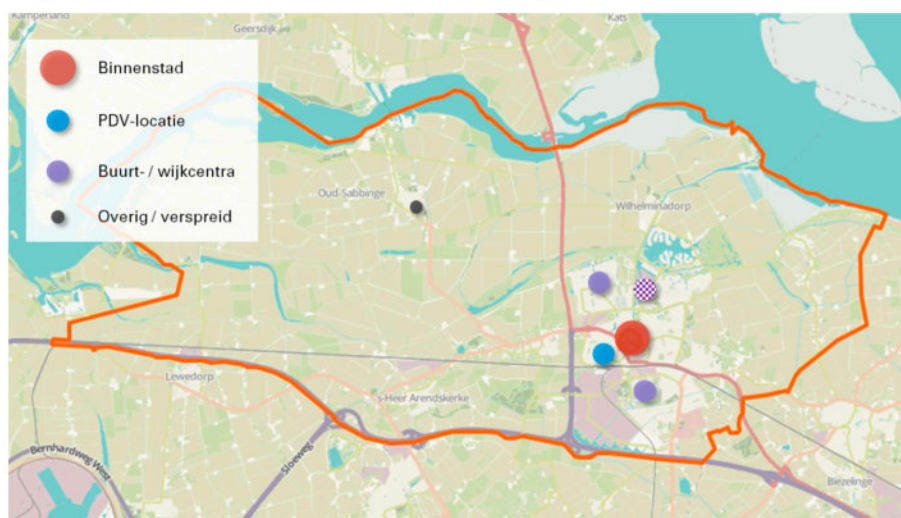 Kamperland
Geersdijk
Kats
Binnenstad
PDV-locatie
Buurt- / wijkcentra
Overig / verspreid
Oud-Sabbinge
Wilhelminadorp
Lewedorp
's-Heer Arendskerke
Bernhardweg West
Sloeweg
Biezelinge